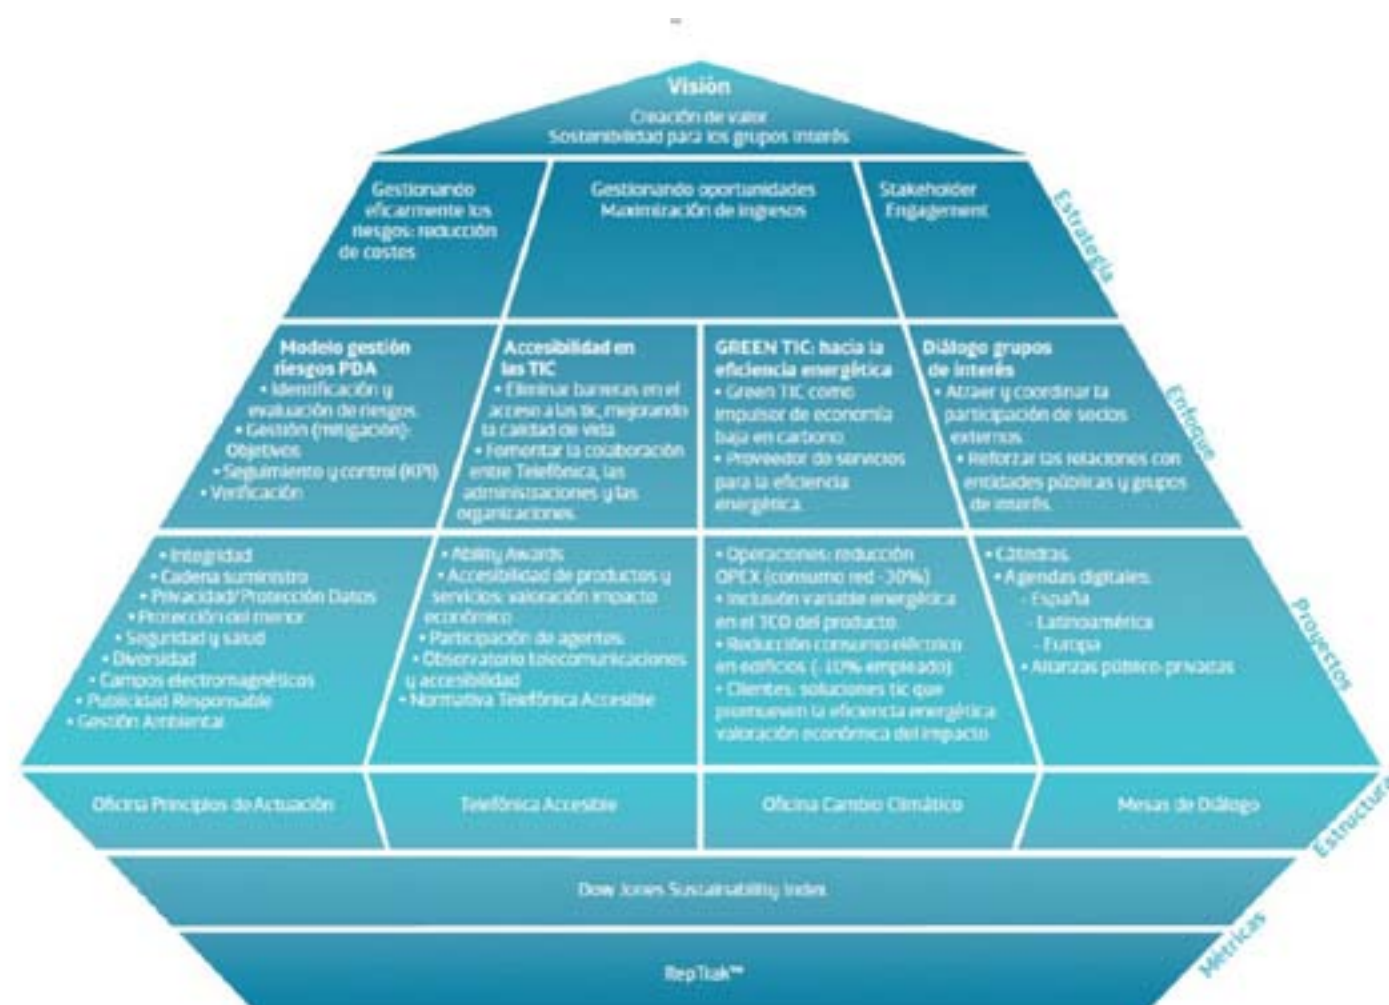 Visión
Creación de valor
Sostenibilidad para los grupos interés
Gestionando
eficazmente los
riesgos: reducción
de costes
Gestionando oportunidades
Maximización de ingresos
Stakeholder
Engagement
Estrategia
Modelo gestión
riesgos PDA
• Identificación y
evaluación de riesgos.
• Gestión (mitigación)-
Objetivos
• Seguimiento y control (KPI)
• Verificación
Accesibilidad en
las TIC
• Eliminar barreras en el
acceso a las tic, mejorando
la calidad de vida
• Fomentar la colaboración
entre Telefónica, las
administraciones y las
organizaciones.
GREEN TIC: hacia la
eficiencia energética
• Green TIC como
impulsor de economía
baja en carbono.
• Proveedor de servicios
para la eficiencia
energética.
Diálogo grupos
de interés
• Atraer y coordinar la
participación de socios
externos.
• Reforzar las relaciones con
entidades públicas y grupos
de interés.
Enfoque
• Integridad
• Cadena suministro
• Privacidad/Protección Datos
• Protección del menor
• Seguridad y salud
• Diversidad
• Campos electromagnéticos
• Publicidad Responsable
• Gestión Ambiental
• Ability Awards
• Accesibilidad de productos y
servicios: valoración impacto
económico
• Participación de agentes.
• Observatorio telecomunicaciones
y accesibilidad
• Normativa Telefónica Accesible
• Operaciones: reducción
OPEX (consumo red -30%)
• Inclusión variable energética
en el TCO del producto.
• Reducción consumo eléctrico
en edificios (-10% empleado)
• Clientes: soluciones tic que
promueven la eficiencia energética:
valoración económica del impacto
• Cátedras.
• Agendas digitales:
- España
- Latinoamérica
- Europa
• Alianzas público-privadas
Proyectos
Oficina Principios de Actuación
Telefónica Accesible
Oficina Cambio Climático
Mesas de Diálogo
Estructura
Dow Jones Sustainability Index
RepTrak™
Métricas